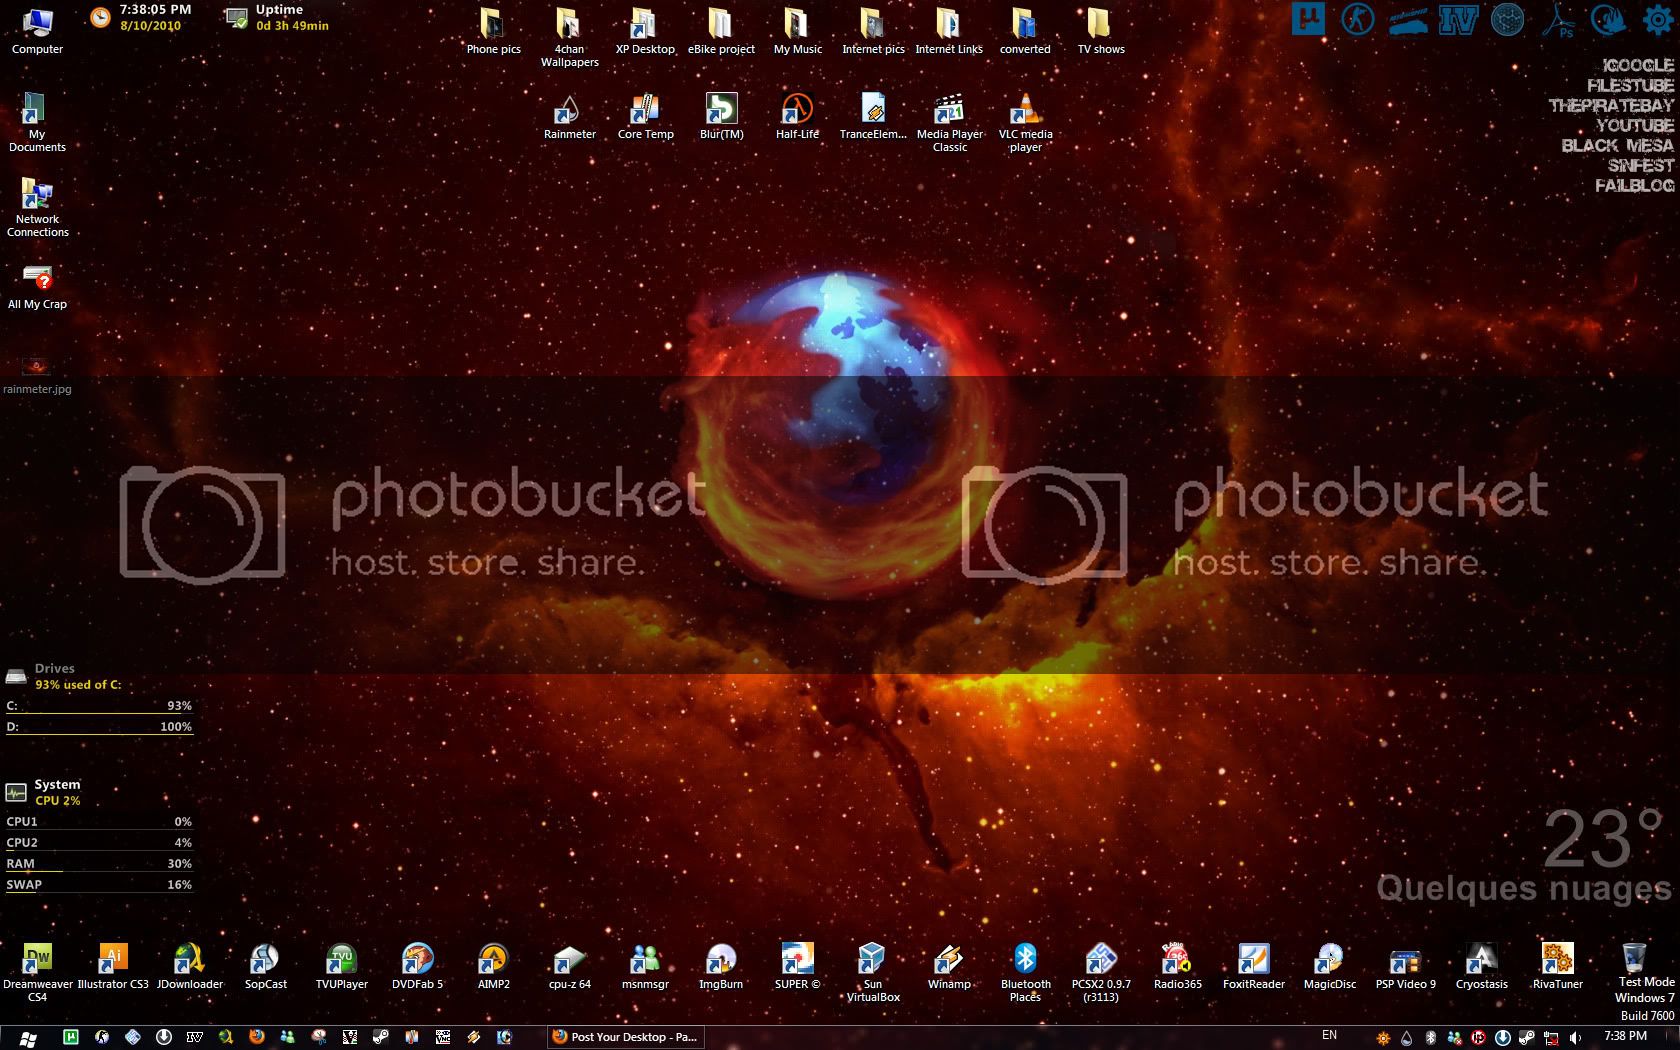 7:38:05 PM
8/10/2010
Uptime
0d 3h 49min
Computer
Phone pics
4chan
Wallpapers
XP Desktop
eBike project
My Music
Internet pics
Internet Links
converted
TV shows
Ps
IGOOGLE
FILESTUBE
THEPIRATEBAY
YOUTUBE
BLACK MESA
SINFEST
FAILBLOG
My
Documents
Rainmeter
Core Temp
Blur(TM)
Half-Life
TranceElem...
Media Player
Classic
VLC media
player
Network
Connections
All My Crap
rainmeter.jpg
photobucket
host. store. share.
photobucket
host. store. share.
Drives
93% used of C:
C: 93%
D: 100%
System
CPU 2%
CPU1 0%
CPU2 4%
RAM 30%
SWAP 16%
23°
Quelques nuages
Dreamweaver
CS4
Illustrator CS3
JDownloader
SopCast
TVUPlayer
DVDFab 5
AIMP2
cpu-z 64
msnmsgr
ImgBurn
SUPER ©
Sun
VirtualBox
Winamp
Bluetooth
Places
PCSX2 0.9.7
(r3113)
Radio365
FoxitReader
MagicDisc
PSP Video 9
Cryostasis
RivaTuner
Test Mode
Windows 7
Build 7600
Post Your Desktop - Pa...
EN
7:38 PM